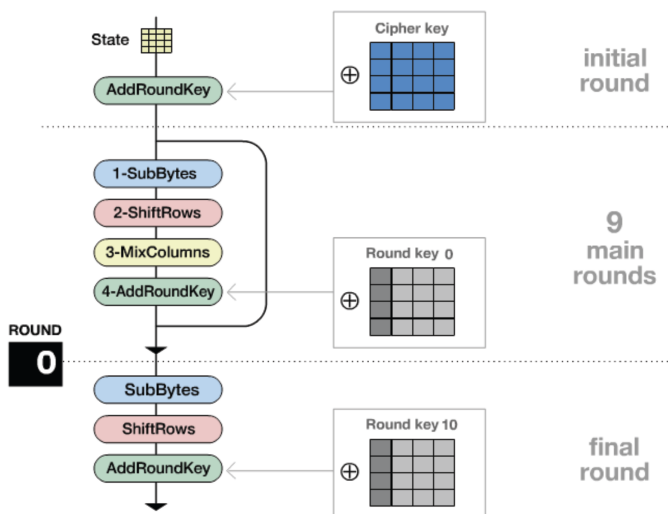 State
Cipher key
AddRoundKey
initial
round
1-SubBytes
2-ShiftRows
3-MixColumns
4-AddRoundKey
Round key 0
9
main
rounds
ROUND
0
SubBytes
ShiftRows
AddRoundKey
Round key 10
final
round